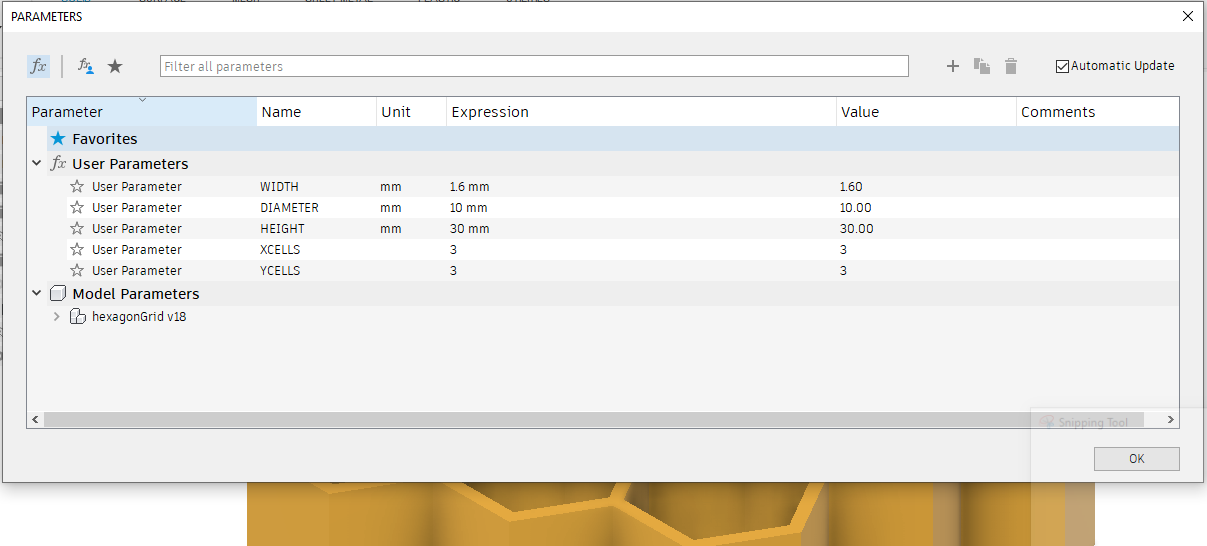 PARAMETERS
fx fx Filter all parameters Automatic Update
Parameter Name Unit Expression Value Comments
Favorites
fx User Parameters
User Parameter WIDTH mm 1.6 mm 1.60
User Parameter DIAMETER mm 10 mm 10.00
User Parameter HEIGHT mm 30 mm 30.00
User Parameter XCELLS 3 3
User Parameter YCELLS 3 3
Model Parameters
hexagonGrid v18
Snipping Tool
OK